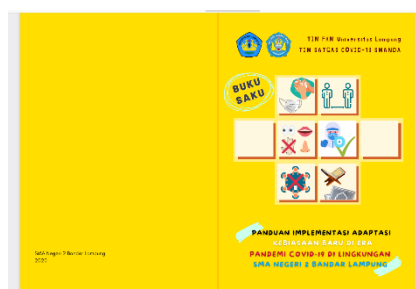 TIM PKM Universitas Lampung
TIM SATGAS COVID-19 SMANDA
BUKU
SAKU
PANDUAN IMPLEMENTASI ADAPTASI
KEBIASAAN BARU DI ERA
PANDEMI COVID-19 DI LINGKUNGAN
SMA NEGERI 2 BANDAR LAMPUNG
SMA Negeri 2 Bandar Lampung
2020